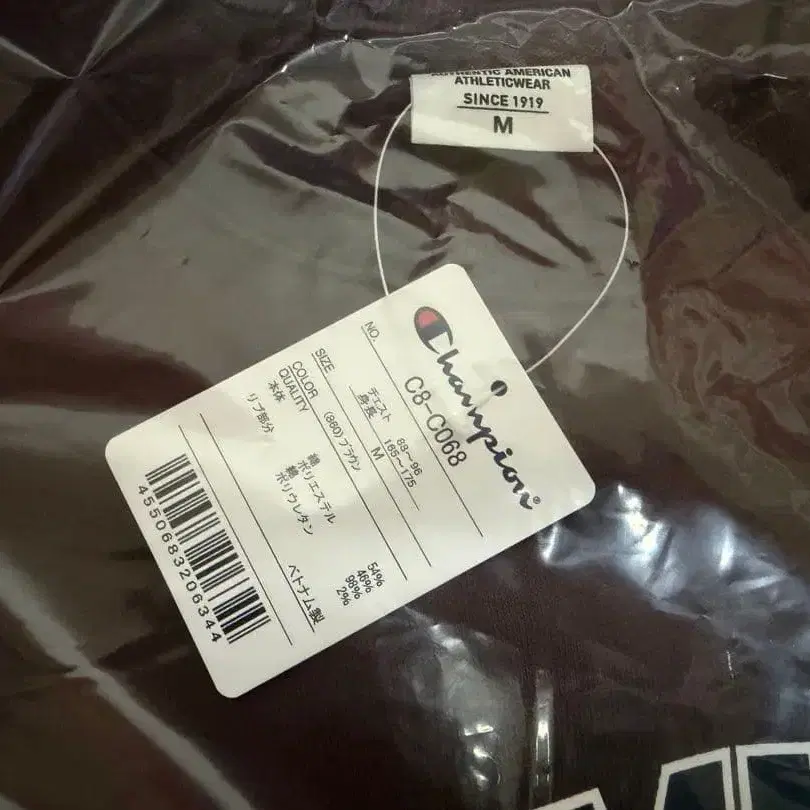 AUTHENTIC AMERICAN
ATHLETICWEAR
SINCE 1919
M
Champion®
NO.
C8-C068
SIZE
チェスト 88～96
身長 165～175
M
COLOR
(860)ブラウン
QUALITY
本体 綿 54%
ポリエステル 46%
リブ部分 綿 98%
ポリウレタン 2%
ベトナム製
4550683206344